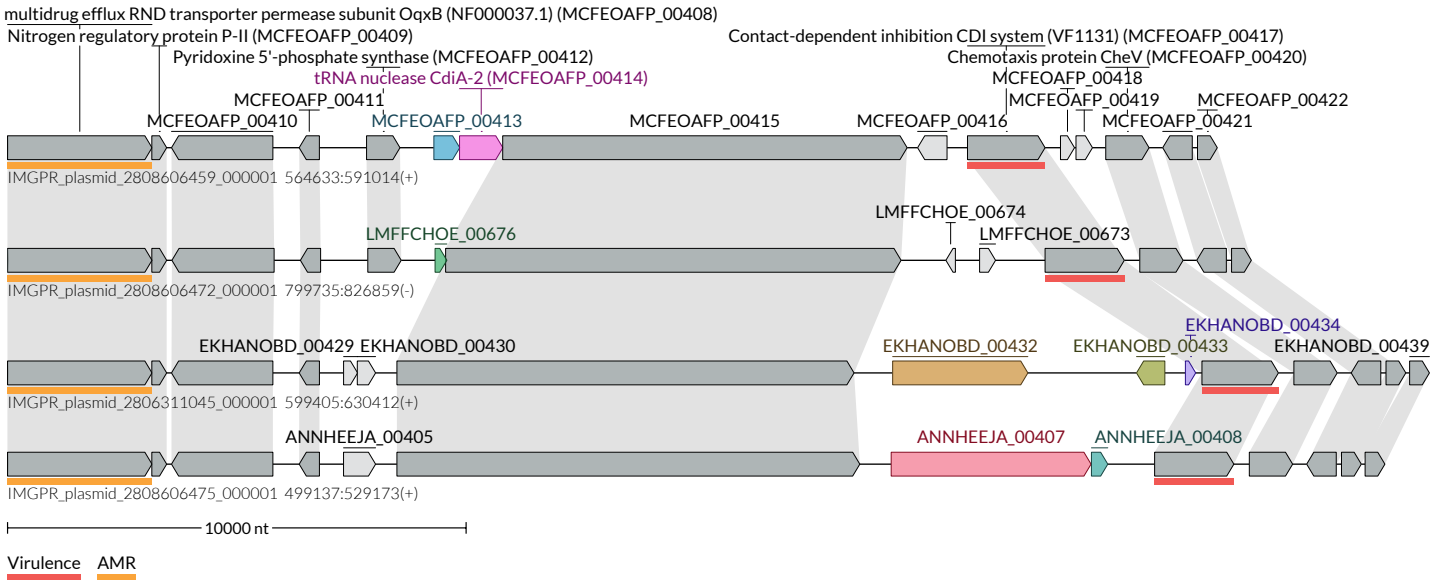 multidrug efflux RND transporter permease subunit OqxB (NF000037.1) (MCFEOAFP_00408)
Nitrogen regulatory protein P-II (MCFEOAFP_00409)
Contact-dependent inhibition CDI system (VF1131) (MCFEOAFP_00417)
Pyridoxine 5'-phosphate synthase (MCFEOAFP_00412)
Chemotaxis protein CheV (MCFEOAFP_00420)
tRNA nuclease CdiA-2 (MCFEOAFP_00414)
MCFEOAFP_00418
MCFEOAFP_00411
MCFEOAFP_00419
MCFEOAFP_00422
MCFEOAFP_00410
MCFEOAFP_00413
MCFEOAFP_00415
MCFEOAFP_00416
MCFEOAFP_00421
IMGPR_plasmid_2808606459_000001 564633:591014(+)
LMFFCHOE_00674
LMFFCHOE_00676
LMFFCHOE_00673
IMGPR_plasmid_2808606472_000001 799735:826859(-)
EKHANOBD_00434
EKHANOBD_00429
EKHANOBD_00430
EKHANOBD_00432
EKHANOBD_00433
EKHANOBD_00439
IMGPR_plasmid_2806311045_000001 599405:630412(+)
ANNHEEJA_00405
ANNHEEJA_00407
ANNHEEJA_00408
IMGPR_plasmid_2808606475_000001 499137:529173(+)
10000 nt
Virulence
AMR